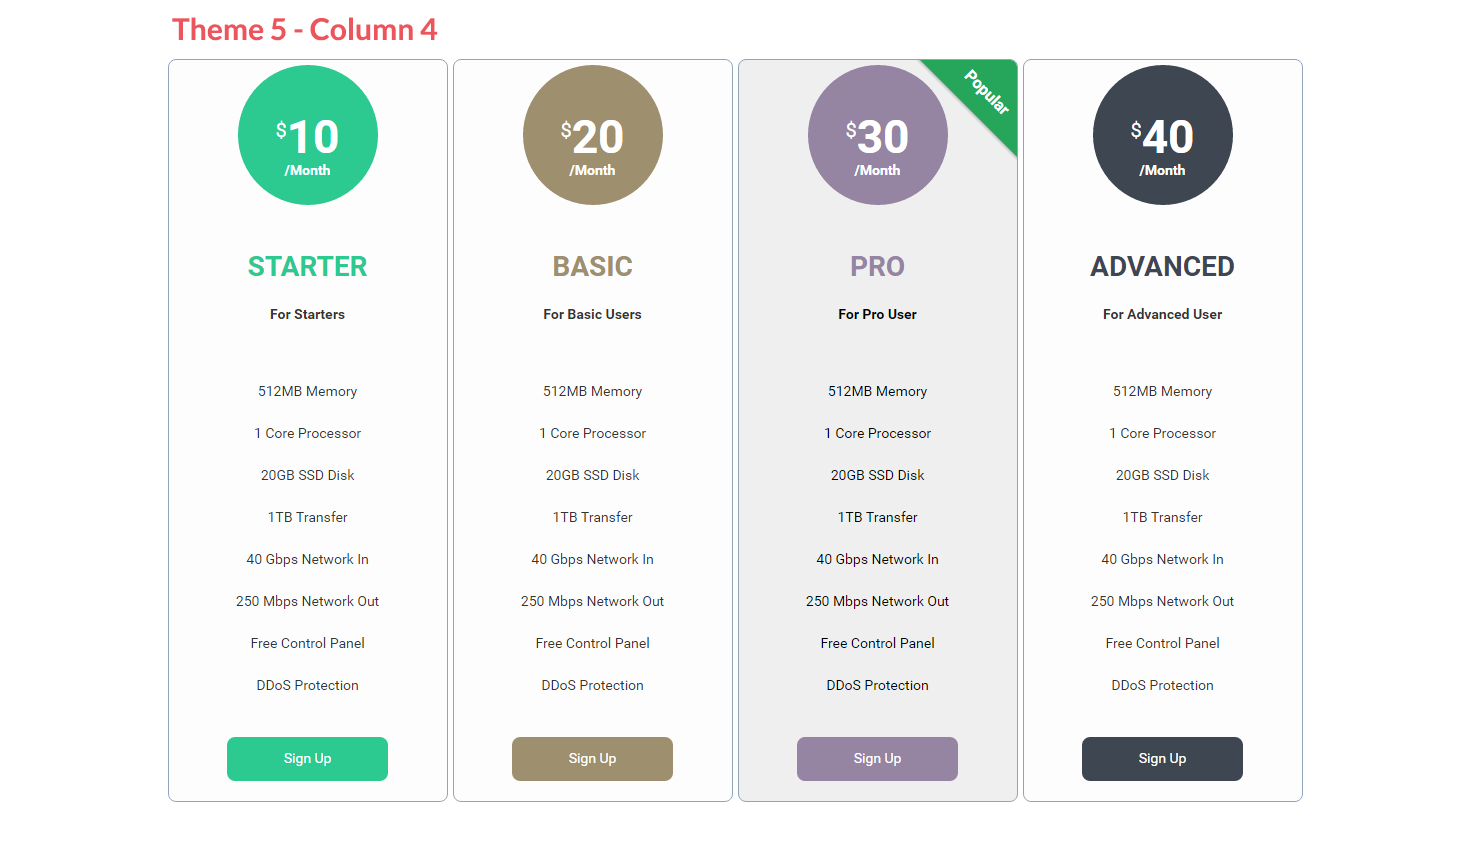 Theme 5 - Column 4
$10
/Month
STARTER
For Starters
512MB Memory
1 Core Processor
20GB SSD Disk
1TB Transfer
40 Gbps Network In
250 Mbps Network Out
Free Control Panel
DDoS Protection
Sign Up
$20
/Month
BASIC
For Basic Users
512MB Memory
1 Core Processor
20GB SSD Disk
1TB Transfer
40 Gbps Network In
250 Mbps Network Out
Free Control Panel
DDoS Protection
Sign Up
Popular
$30
/Month
PRO
For Pro User
512MB Memory
1 Core Processor
20GB SSD Disk
1TB Transfer
40 Gbps Network In
250 Mbps Network Out
Free Control Panel
DDoS Protection
Sign Up
$40
/Month
ADVANCED
For Advanced User
512MB Memory
1 Core Processor
20GB SSD Disk
1TB Transfer
40 Gbps Network In
250 Mbps Network Out
Free Control Panel
DDoS Protection
Sign Up